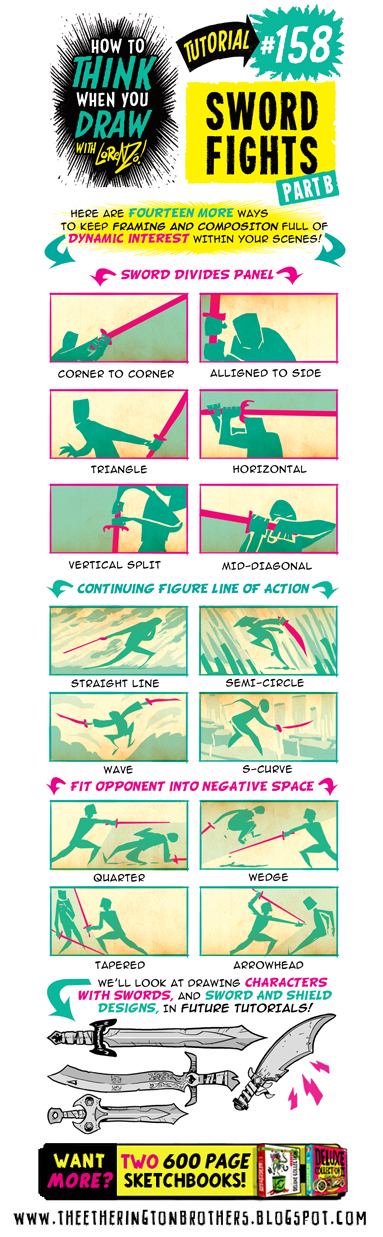 HOW TO
THINK
WHEN YOU
DRAW
WITH LORENZO!
TUTORIAL
#158
SWORD
FIGHTS
PART B
HERE ARE FOURTEEN MORE WAYS
TO KEEP FRAMING AND COMPOSITON FULL OF
DYNAMIC INTEREST WITHIN YOUR SCENES!
SWORD DIVIDES PANEL
CORNER TO CORNER
ALLIGNED TO SIDE
TRIANGLE
HORIZONTAL
VERTICAL SPLIT
MID-DIAGONAL
CONTINUING FIGURE LINE OF ACTION
STRAIGHT LINE
SEMI-CIRCLE
WAVE
S-CURVE
FIT OPPONENT INTO NEGATIVE SPACE
QUARTER
WEDGE
TAPERED
ARROWHEAD
WE'LL LOOK AT DRAWING CHARACTERS
WITH SWORDS, AND SWORD AND SHIELD
DESIGNS, IN FUTURE TUTORIALS!
WANT
MORE?
TWO 600 PAGE
SKETCHBOOKS!
DELUXE
COLLECTION
WWW.THEETHERINGTONBROTHERS.BLOGSPOT.COM